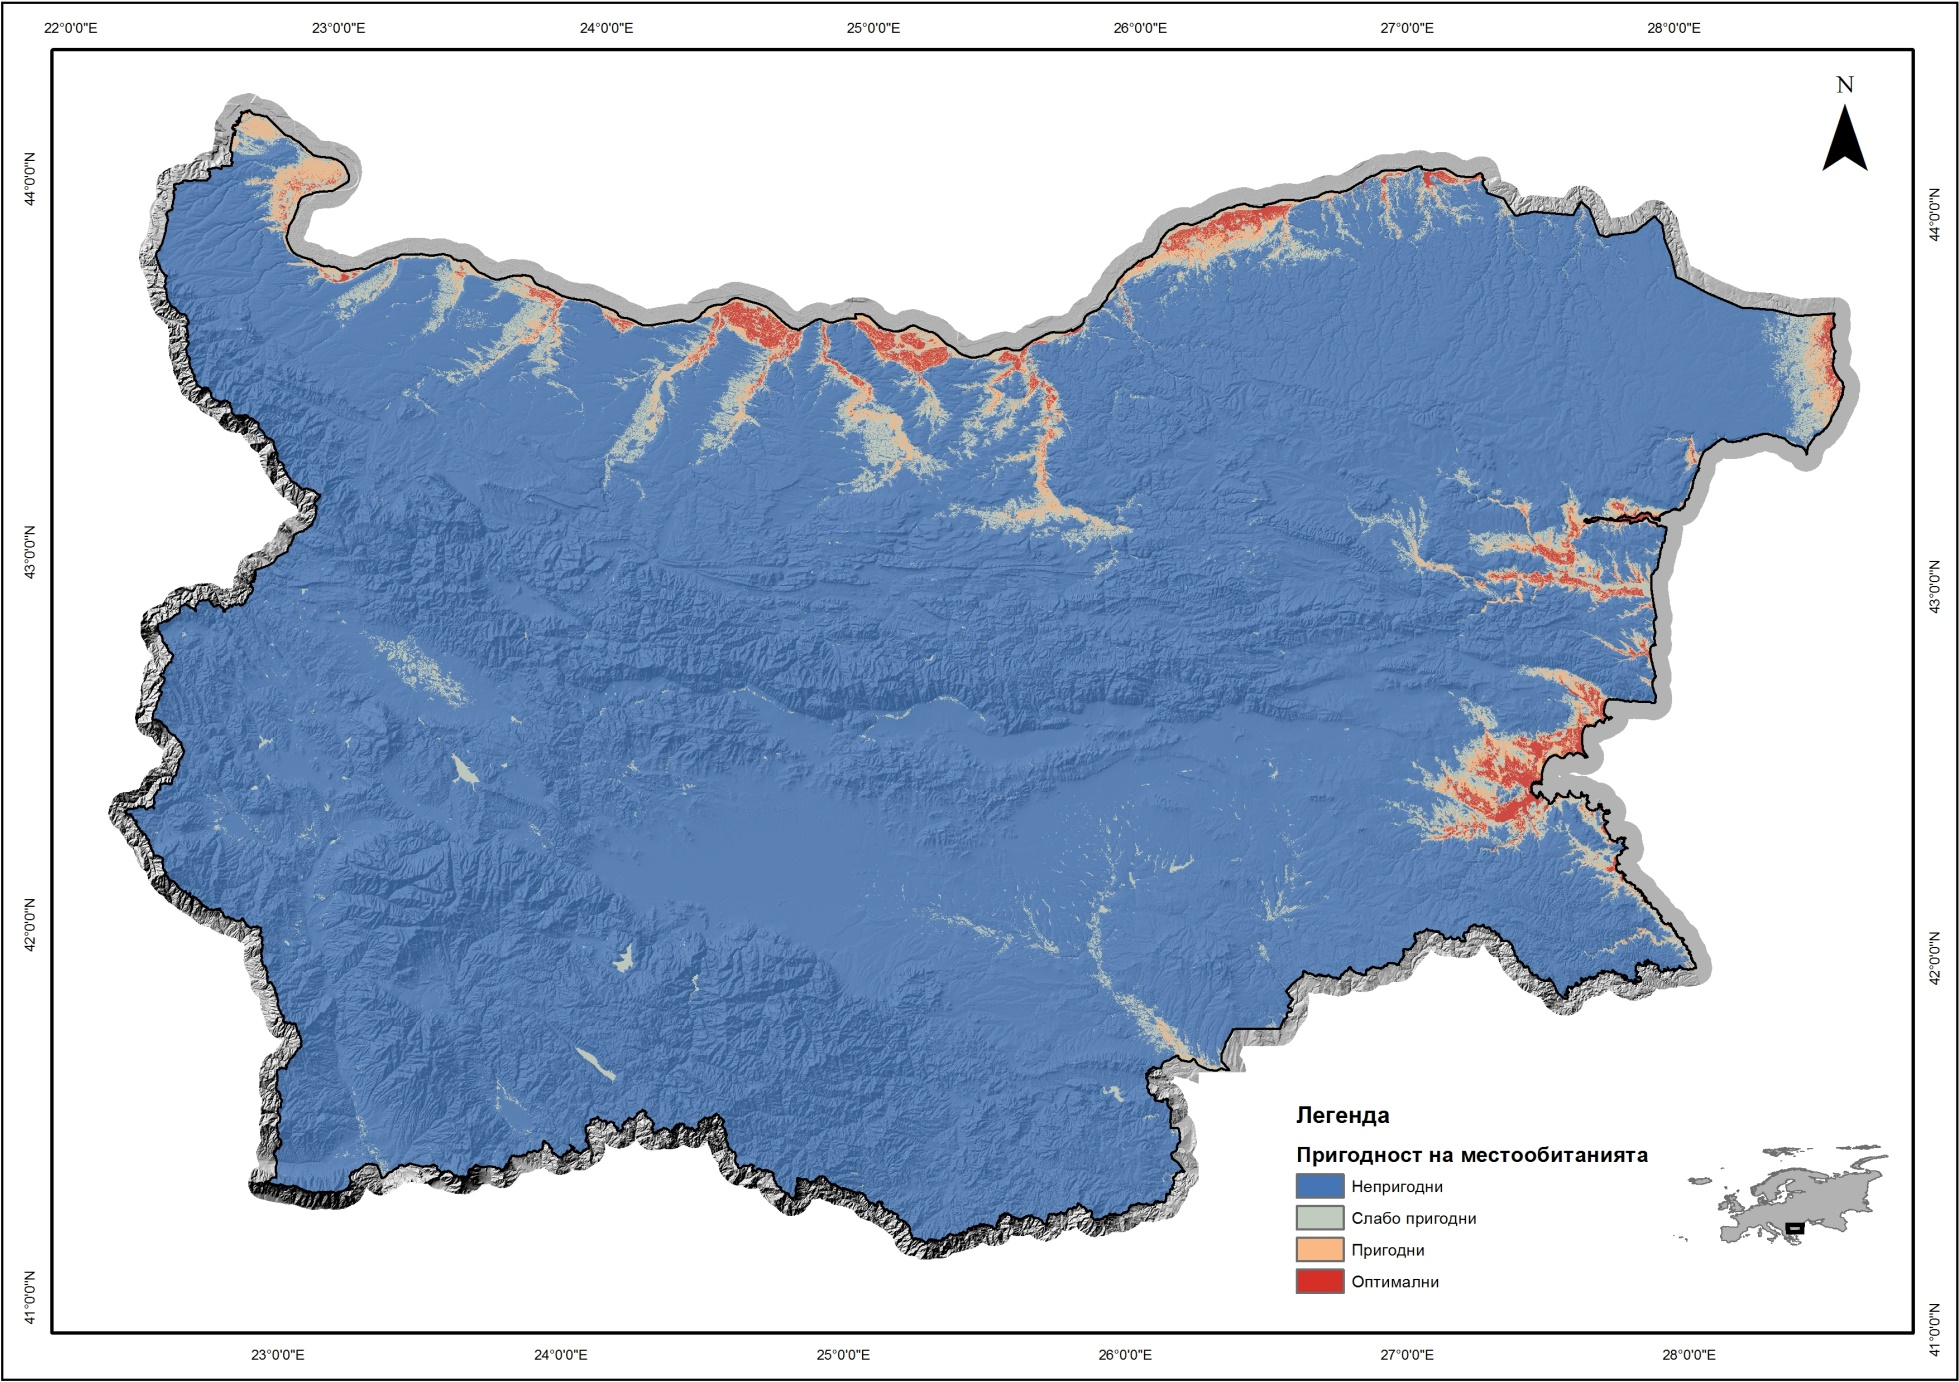 22°0'0"E 23°0'0"E 24°0'0"E 25°0'0"E 26°0'0"E 27°0'0"E 28°0'0"E
N
44°0'0"N
44°0'0"N
43°0'0"N
43°0'0"N
42°0'0"N
42°0'0"N
Легенда
Пригодност на местообитанията
Непригодни
Слабо пригодни
Пригодни
Оптимални
41°0'0"N
41°0'0"N
23°0'0"E 24°0'0"E 25°0'0"E 26°0'0"E 27°0'0"E 28°0'0"E